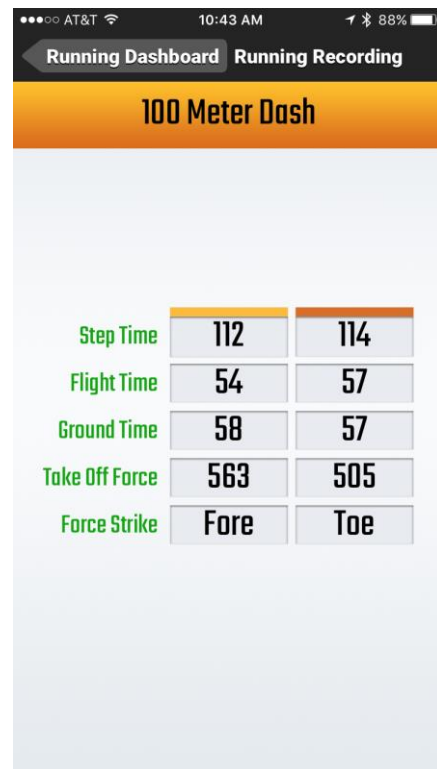 AT&T 10:43 AM 88%
Running Dashboard Running Recording
100 Meter Dash
Step Time 112 114
Flight Time 54 57
Ground Time 58 57
Take Off Force 563 505
Force Strike Fore Toe